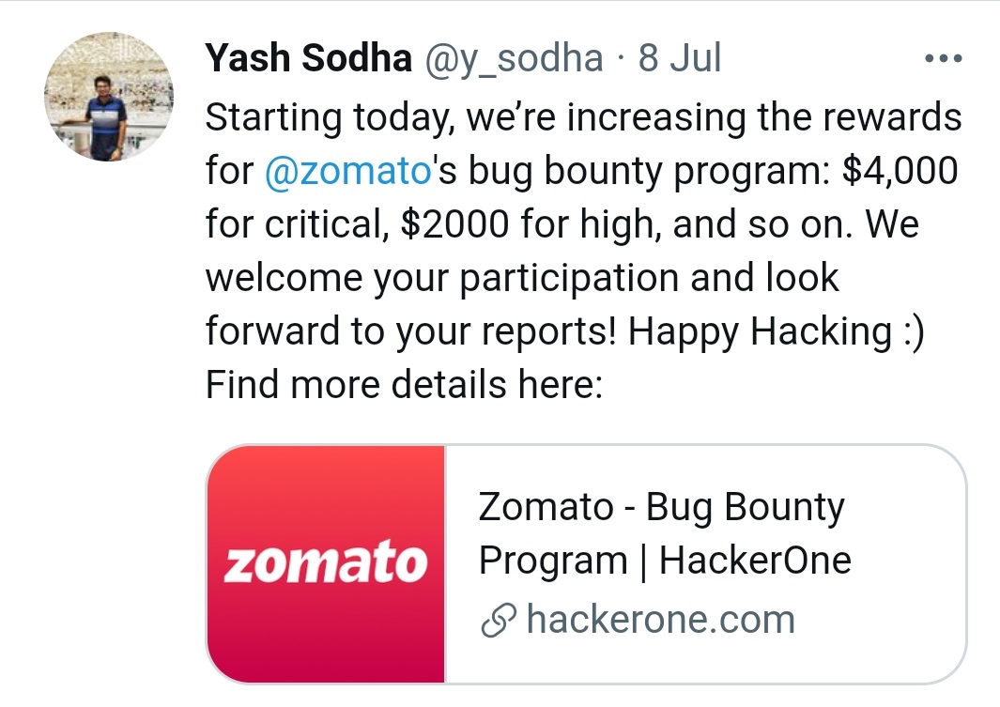 Yash Sodha @y_sodha · 8 Jul
Starting today, we’re increasing the rewards
for @zomato's bug bounty program: $4,000
for critical, $2000 for high, and so on. We
welcome your participation and look
forward to your reports! Happy Hacking :)
Find more details here:
zomato
Zomato - Bug Bounty
Program | HackerOne
hackerone.com